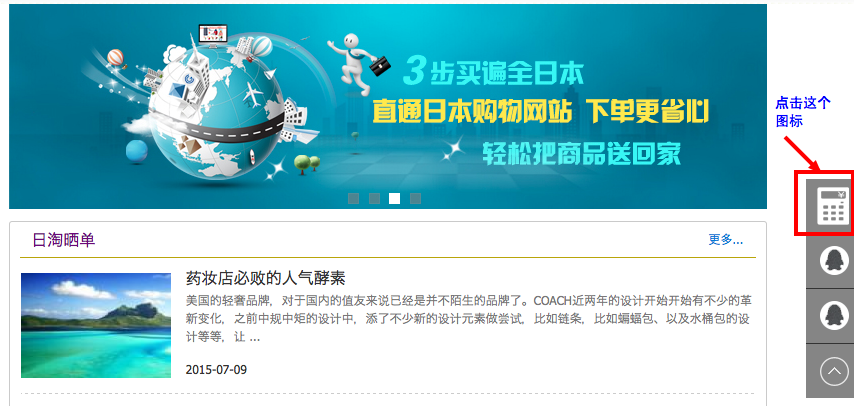 3步买遍全日本
直通日本购物网站 下单更省心
轻松把商品送回家
点击这个
图标
日淘晒单
更多...
药妆店必败的人气酵素
美国的轻奢品牌，对于国内的值友来说已经是并不陌生的品牌了。COACH近两年的设计开始开始有不少的革
新变化，之前中规中矩的设计中，添了不少新的设计元素做尝试，比如链条，比如蝙蝠包、以及水桶包的设
计等等，让 ...
2015-07-09